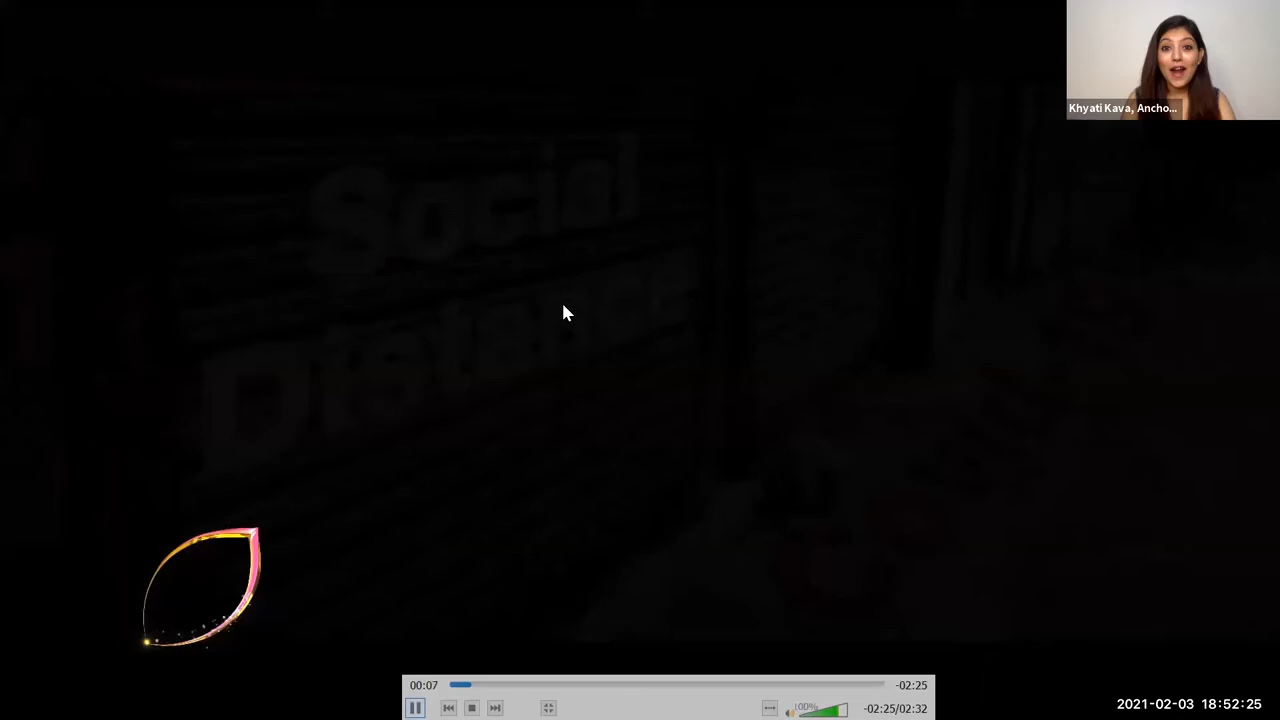 Khyati Kava, Ancho...
Social
Distance
00:07
-02:25
100%
-02:25/02:32
2021-02-03 18:52:25